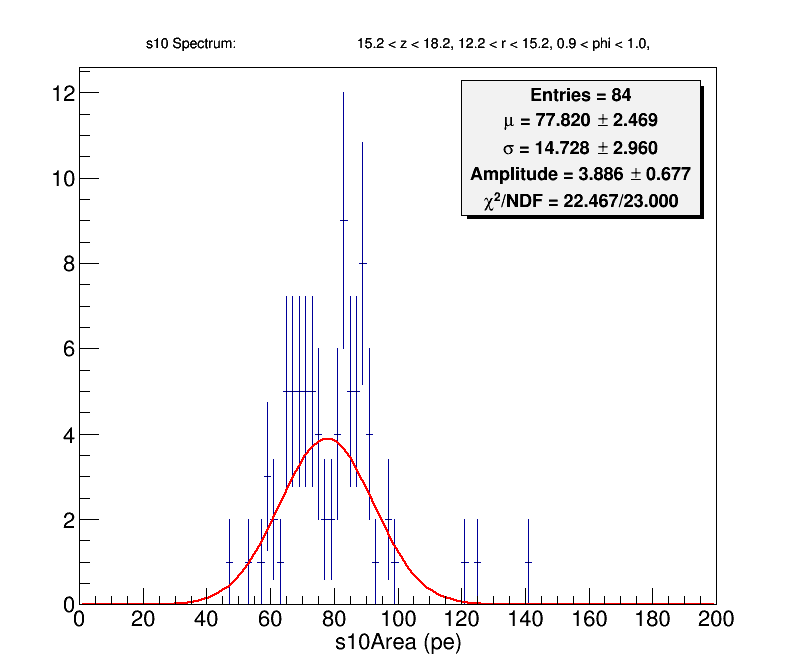 s10 Spectrum: 15.2 < z < 18.2, 12.2 < r < 15.2, 0.9 < phi < 1.0,
Entries = 84
μ = 77.820 ± 2.469
σ = 14.728 ± 2.960
Amplitude = 3.886 ± 0.677
χ²/NDF = 22.467/23.000
12
10
8
6
4
2
0
0 20 40 60 80 100 120 140 160 180 200
s10Area (pe)